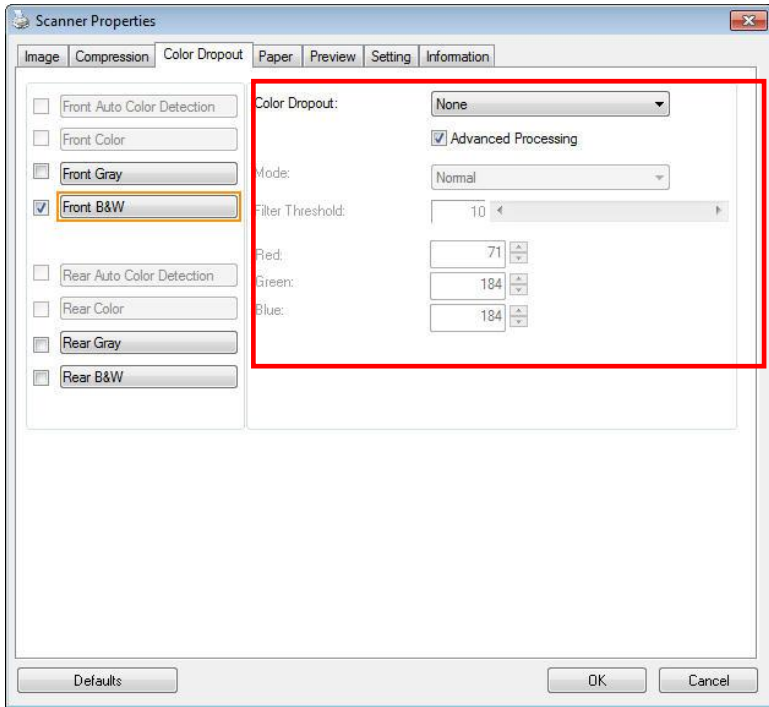 Scanner Properties
Image Compression Color Dropout Paper Preview Setting Information
Front Auto Color Detection
Front Color
Front Gray
Front B&W
Rear Auto Color Detection
Rear Color
Rear Gray
Rear B&W
Color Dropout: None
Advanced Processing
Mode: Normal
Filter Threshold: 10
Red: 71
Green: 184
Blue: 184
Defaults OK Cancel